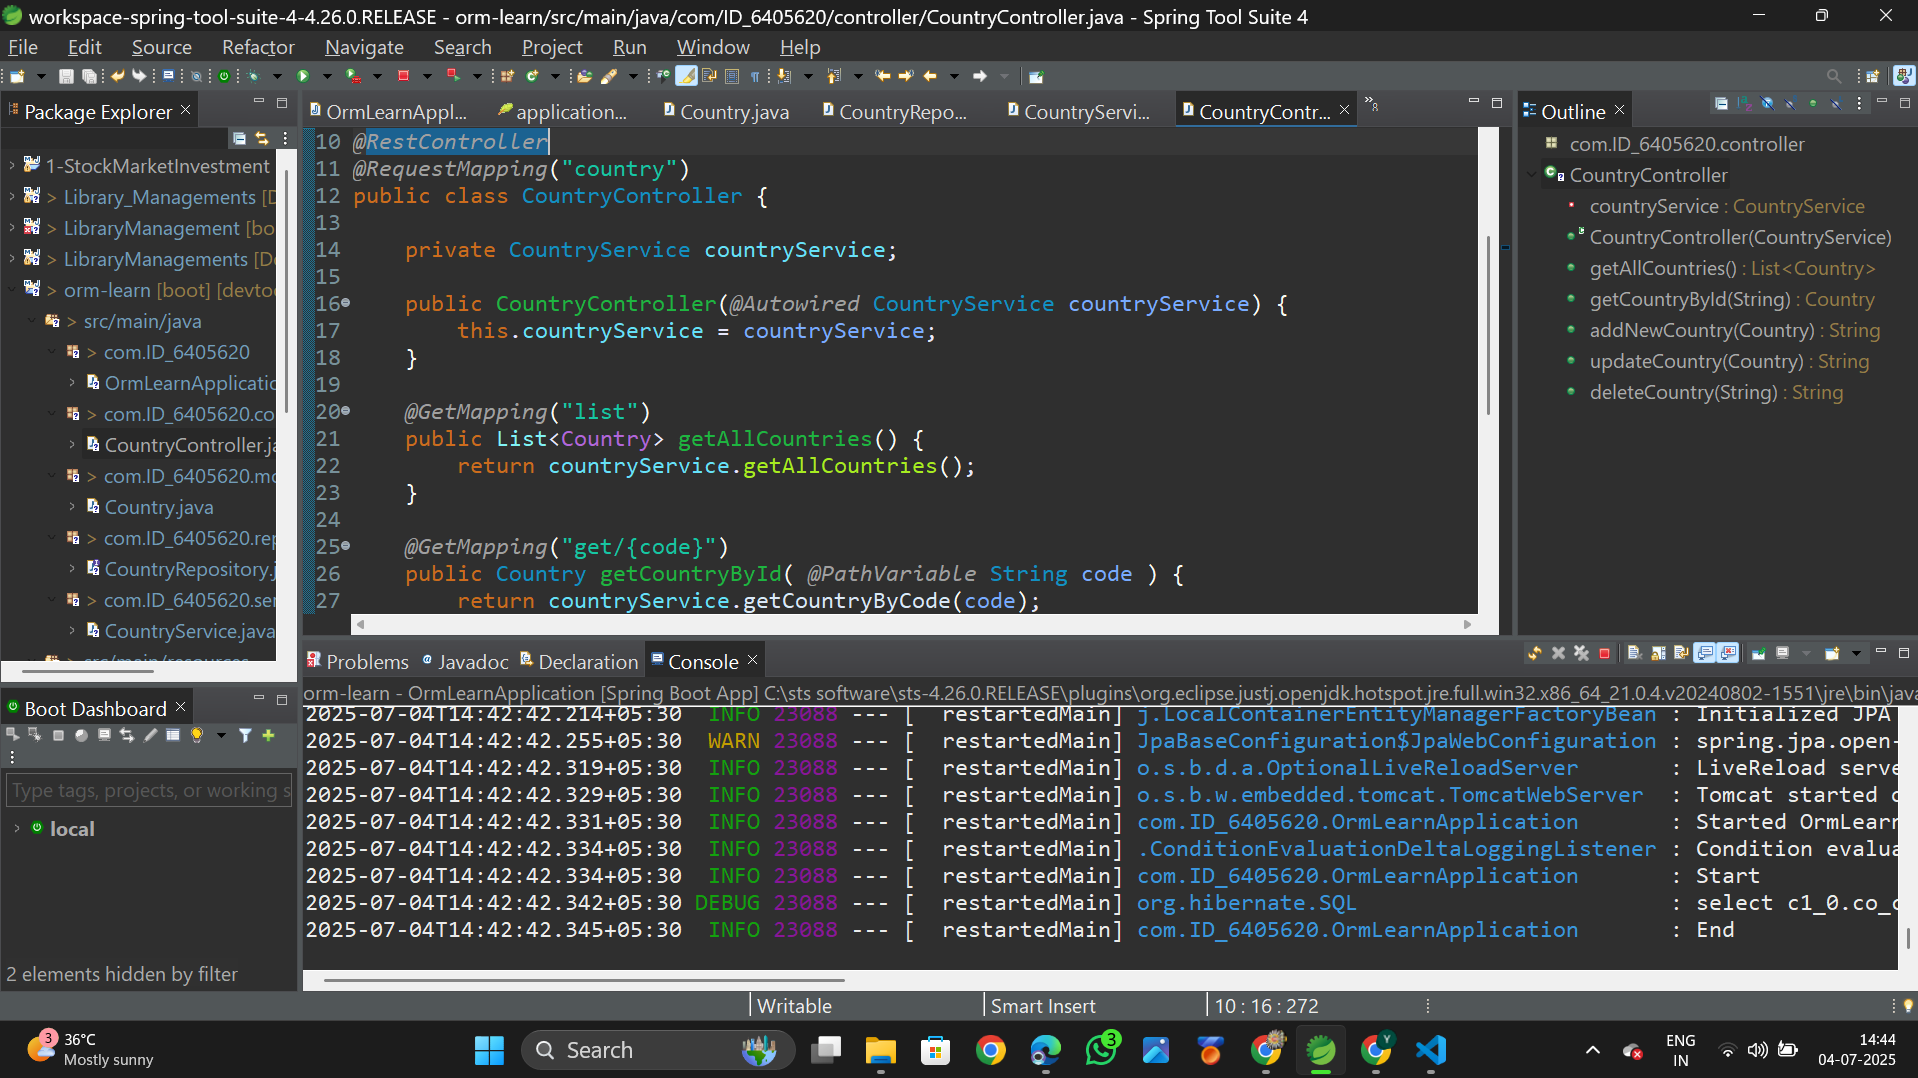 workspace-spring-tool-suite-4-4.26.0.RELEASE - orm-learn/src/main/java/com/ID_6405620/controller/CountryController.java - Spring Tool Suite 4
File Edit Source Refactor Navigate Search Project Run Window Help
Package Explorer
1-StockMarketInvestment
> Library_Managements [D
> LibraryManagement [bo
> LibraryManagements [De
> orm-learn [boot] [devtoo
> src/main/java
> com.ID_6405620
OrmLearnApplicatio
> com.ID_6405620.co
CountryController.ja
> com.ID_6405620.mo
Country.java
> com.ID_6405620.rep
CountryRepository.j
> com.ID_6405620.ser
CountryService.java
OrmLearnAppl... application... Country.java CountryRepo... CountryServi... CountryContr... »8
10 @RestController
11 @RequestMapping("country")
12 public class CountryController {
13
14 private CountryService countryService;
15
16 public CountryController(@Autowired CountryService countryService) {
17 this.countryService = countryService;
18 }
19
20 @GetMapping("list")
21 public List<Country> getAllCountries() {
22 return countryService.getAllCountries();
23 }
24
25 @GetMapping("get/{code}")
26 public Country getCountryById( @PathVariable String code ) {
27 return countryService.getCountryByCode(code);
Outline
com.ID_6405620.controller
CountryController
countryService : CountryService
CountryController(CountryService)
getAllCountries() : List<Country>
getCountryById(String) : Country
addNewCountry(Country) : String
updateCountry(Country) : String
deleteCountry(String) : String
Boot Dashboard
Type tags, projects, or working s
local
2 elements hidden by filter
Problems Javadoc Declaration Console
orm-learn - OrmLearnApplication [Spring Boot App] C:\sts software\sts-4.26.0.RELEASE\plugins\org.eclipse.justj.openjdk.hotspot.jre.full.win32.x86_64_21.0.4.v20240802-1551\jre\bin\java
2025-07-04T14:42:42.214+05:30 INFO 23088 --- [ restartedMain] j.LocalContainerEntityManagerFactoryBean : Initialized JPA
2025-07-04T14:42:42.255+05:30 WARN 23088 --- [ restartedMain] JpaBaseConfiguration$JpaWebConfiguration : spring.jpa.open-
2025-07-04T14:42:42.319+05:30 INFO 23088 --- [ restartedMain] o.s.b.d.a.OptionalLiveReloadServer : LiveReload serve
2025-07-04T14:42:42.329+05:30 INFO 23088 --- [ restartedMain] o.s.b.w.embedded.tomcat.TomcatWebServer : Tomcat started o
2025-07-04T14:42:42.331+05:30 INFO 23088 --- [ restartedMain] com.ID_6405620.OrmLearnApplication : Started OrmLearn
2025-07-04T14:42:42.334+05:30 INFO 23088 --- [ restartedMain] .ConditionEvaluationDeltaLoggingListener : Condition evalua
2025-07-04T14:42:42.334+05:30 INFO 23088 --- [ restartedMain] com.ID_6405620.OrmLearnApplication : Start
2025-07-04T14:42:42.342+05:30 DEBUG 23088 --- [ restartedMain] org.hibernate.SQL : select c1_0.co_c
2025-07-04T14:42:42.345+05:30 INFO 23088 --- [ restartedMain] com.ID_6405620.OrmLearnApplication : End
Writable Smart Insert 10 : 16 : 272
3 36°C
Mostly sunny
Search
3
Y
ENG
IN
14:44
04-07-2025